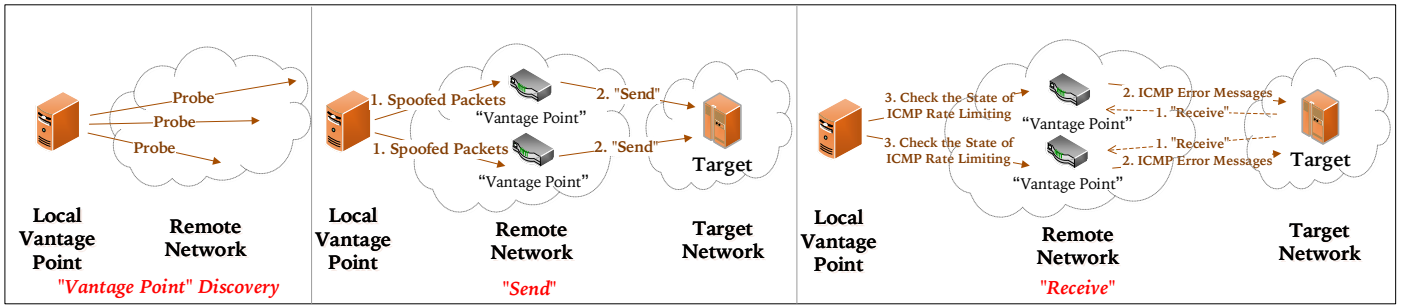 Probe
Probe
Probe
Local
Vantage
Point
Remote
Network
"Vantage Point" Discovery
1. Spoofed Packets
1. Spoofed Packets
“Vantage Point”
“Vantage Point”
2. "Send"
2. "Send"
Target
Local
Vantage
Point
Remote
Network
Target
Network
"Send"
3. Check the State of
ICMP Rate Limiting
3. Check the State of
ICMP Rate Limiting
“Vantage Point”
“Vantage Point”
2. ICMP Error Messages
1. "Receive"
1. "Receive"
2. ICMP Error Messages
Target
Local
Vantage
Point
Remote
Network
Target
Network
"Receive"